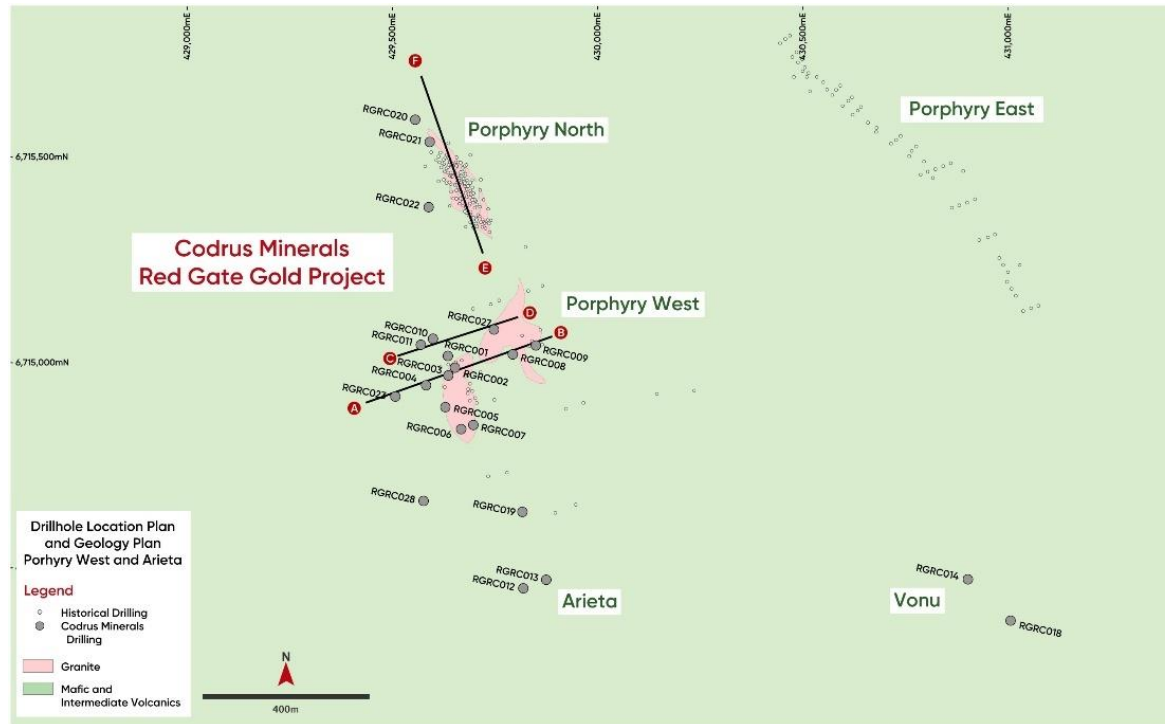 429,000mE
429,500mE
430,000mE
430,500mE
431,000mE
F
RGRC020
Porphyry North
Porphyry East
RGRC021
6,715,500mN
RGRC022
Codrus Minerals
Red Gate Gold Project
E
Porphyry West
D
RGRC027
B
RGRC010
RGRC011
RGRC001
RGRC009
C
6,715,000mN
RGRC003
RGRC008
RGRC002
RGRC004
RGRC023
A
RGRC005
RGRC006
RGRC007
RGRC028
RGRC019
Drillhole Location Plan
and Geology Plan
Porhyry West and Arieta
Legend
Historical Drilling
Codrus Minerals
Drilling
Granite
Mafic and
Intermediate Volcanics
RGRC013
RGRC012
Arieta
RGRC014
Vonu
RGRC018
N
400m